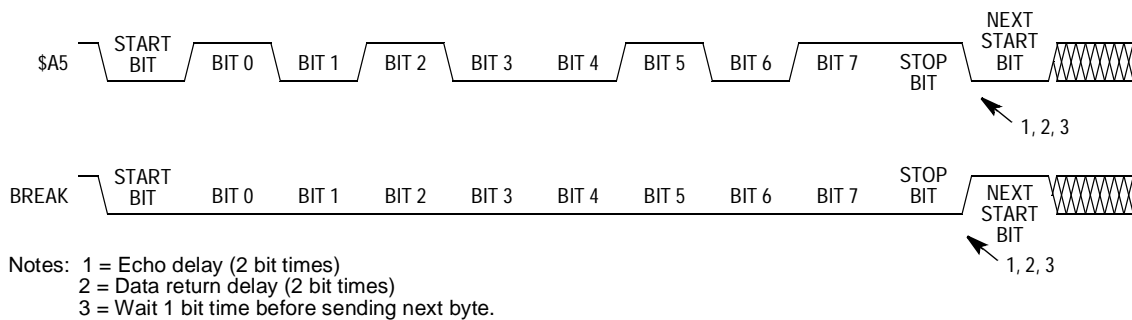 $A5 START BIT BIT 0 BIT 1 BIT 2 BIT 3 BIT 4 BIT 5 BIT 6 BIT 7 STOP BIT NEXT START BIT
1, 2, 3
BREAK START BIT BIT 0 BIT 1 BIT 2 BIT 3 BIT 4 BIT 5 BIT 6 BIT 7 STOP BIT NEXT START BIT
1, 2, 3
Notes: 1 = Echo delay (2 bit times)
2 = Data return delay (2 bit times)
3 = Wait 1 bit time before sending next byte.